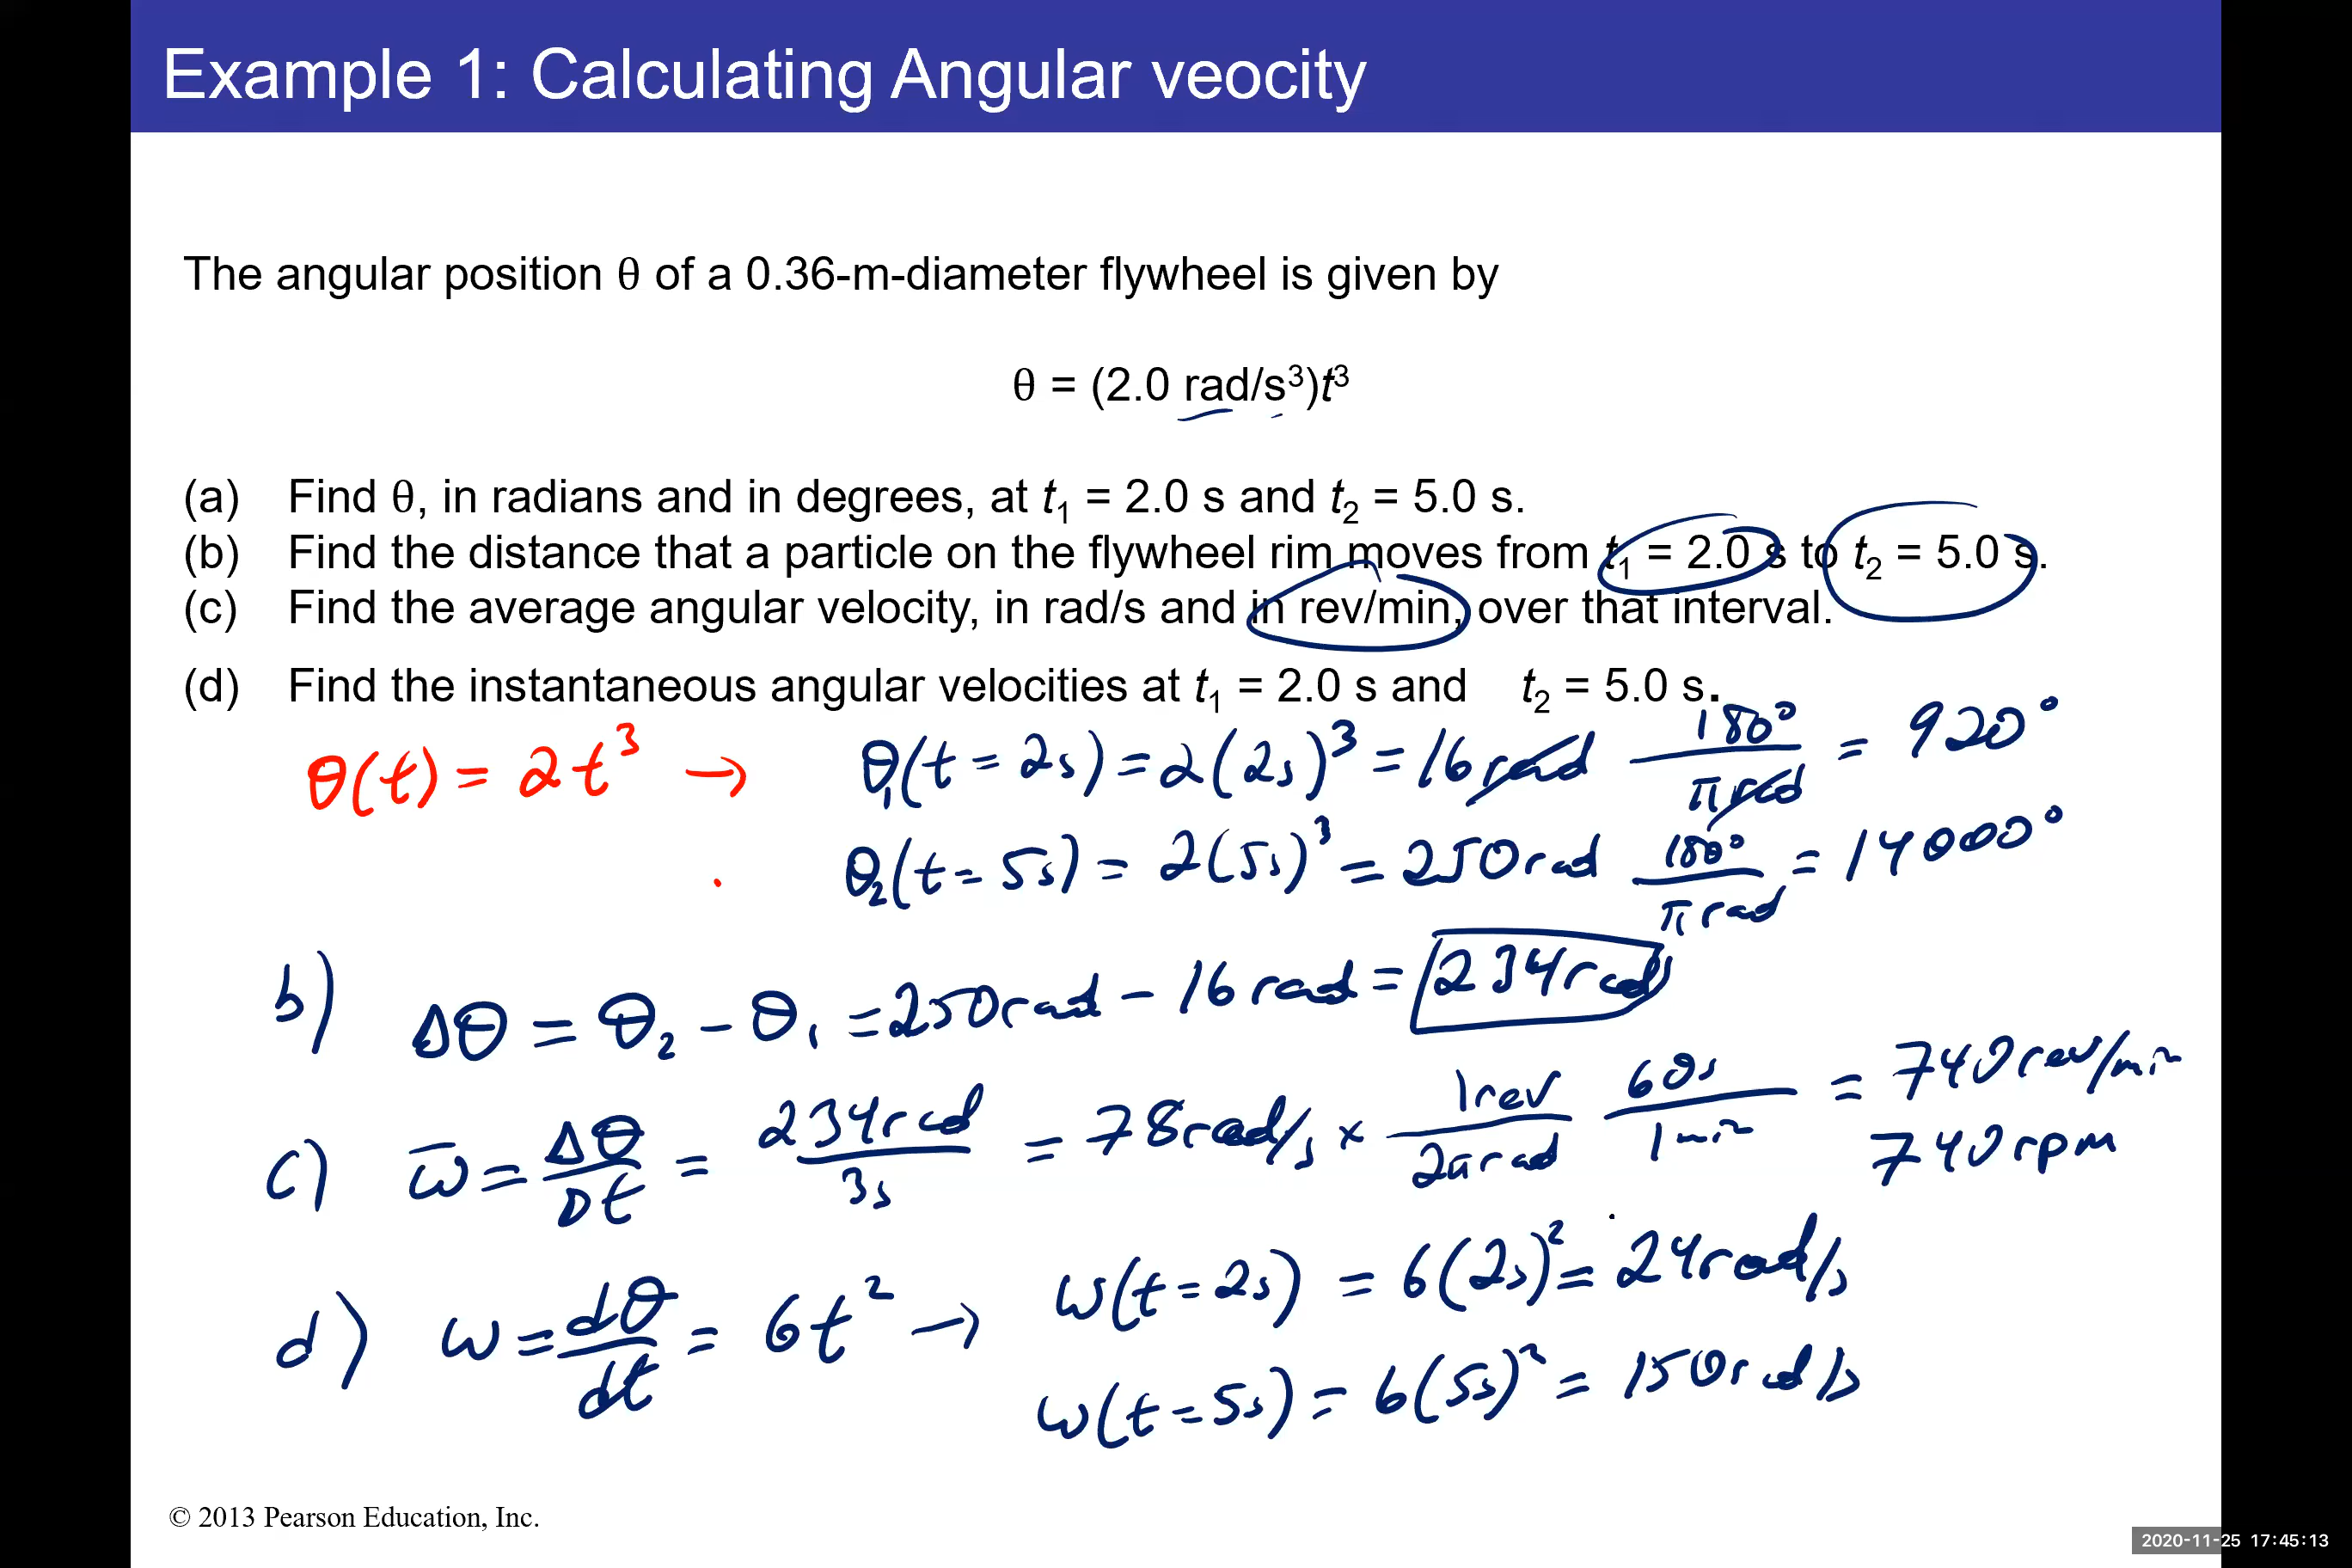 Example 1: Calculating Angular veocity
The angular position θ of a 0.36-m-diameter flywheel is given by
θ = (2.0 rad/s³)t³
(a) Find θ, in radians and in degrees, at t₁ = 2.0 s and t₂ = 5.0 s.
(b) Find the distance that a particle on the flywheel rim moves from t₁ = 2.0 s to t₂ = 5.0 s.
(c) Find the average angular velocity, in rad/s and in rev/min, over that interval.
(d) Find the instantaneous angular velocities at t₁ = 2.0 s and t₂ = 5.0 s.
θ(t) = 2t³ → θ₁(t = 2s) = 2(2s)³ = 16 rad 180°/π rad = 920°
θ₂(t = 5s) = 2(5s)³ = 250 rad 180°/π rad = 14000°
b) Δθ = θ₂ - θ₁ = 250 rad - 16 rad = 234 rad
c) ω̅ = Δθ/Δt = 234 rad/3s = 78 rad/s × 1 rev/2π rad 60s/1 min = 740 rev/min
740 rpm
d) ω = dθ/dt = 6t² → ω(t = 2s) = 6(2s)² = 24 rad/s
ω(t = 5s) = 6(5s)² = 150 rad/s
© 2013 Pearson Education, Inc.
2020-11-25 17:45:13